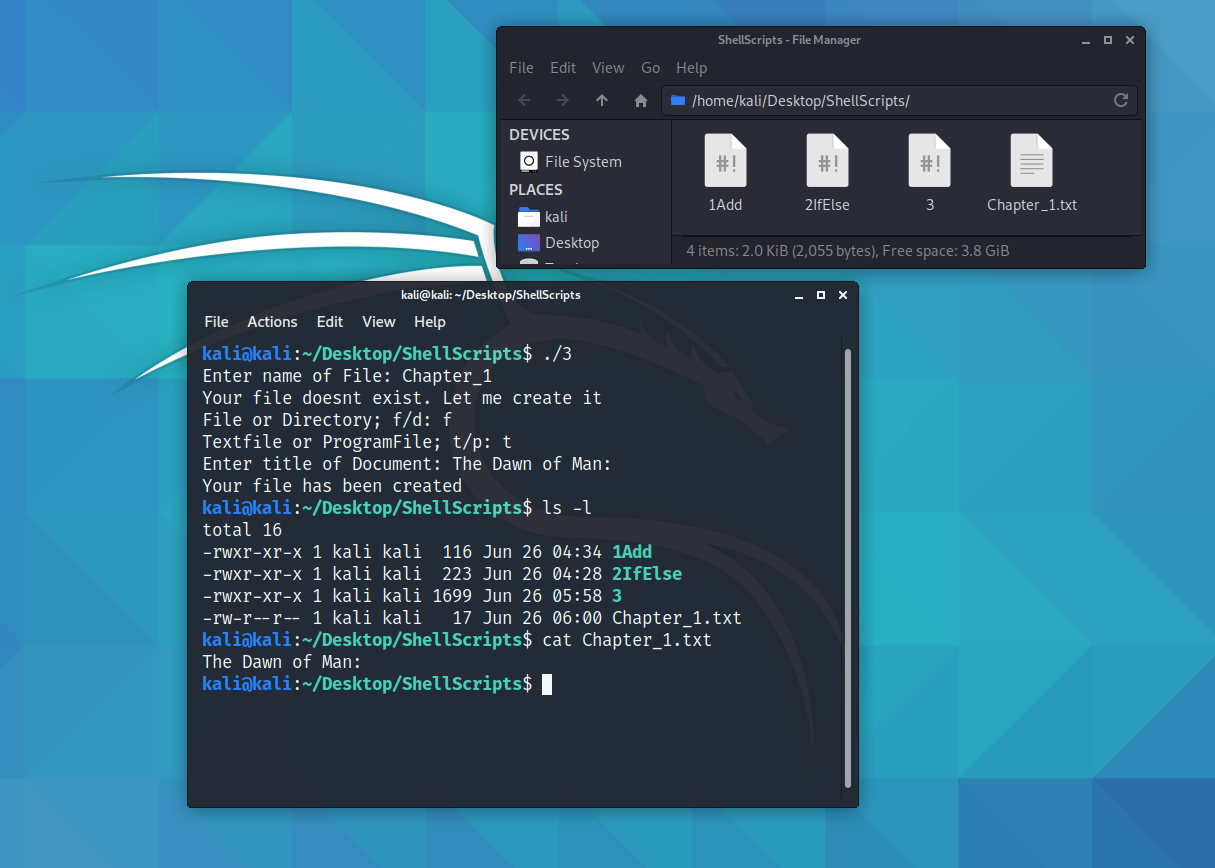 ShellScripts - File Manager
File Edit View Go Help
/home/kali/Desktop/ShellScripts/
DEVICES
File System
PLACES
kali
Desktop
#! #! #!
1Add 2IfElse 3 Chapter_1.txt
4 items: 2.0 KiB (2,055 bytes), Free space: 3.8 GiB
kali@kali: ~/Desktop/ShellScripts
File Actions Edit View Help
kali@kali:~/Desktop/ShellScripts$ ./3
Enter name of File: Chapter_1
Your file doesnt exist. Let me create it
File or Directory; f/d: f
Textfile or ProgramFile; t/p: t
Enter title of Document: The Dawn of Man:
Your file has been created
kali@kali:~/Desktop/ShellScripts$ ls -l
total 16
-rwxr-xr-x 1 kali kali  116 Jun 26 04:34 1Add
-rwxr-xr-x 1 kali kali  223 Jun 26 04:28 2IfElse
-rwxr-xr-x 1 kali kali 1699 Jun 26 05:58 3
-rw-r--r-- 1 kali kali   17 Jun 26 06:00 Chapter_1.txt
kali@kali:~/Desktop/ShellScripts$ cat Chapter_1.txt
The Dawn of Man:
kali@kali:~/Desktop/ShellScripts$